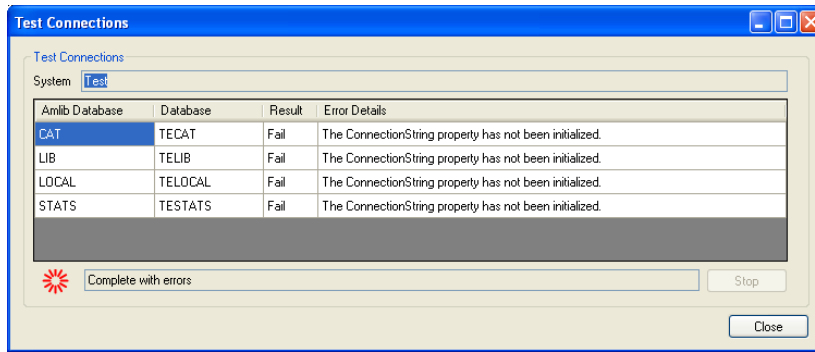 Test Connections
Test Connections
System Test
Amlib Database Database Result Error Details
CAT TECAT Fail The ConnectionString property has not been initialized.
LIB TELIB Fail The ConnectionString property has not been initialized.
LOCAL TELOCAL Fail The ConnectionString property has not been initialized.
STATS TESTATS Fail The ConnectionString property has not been initialized.
Complete with errors Stop
Close